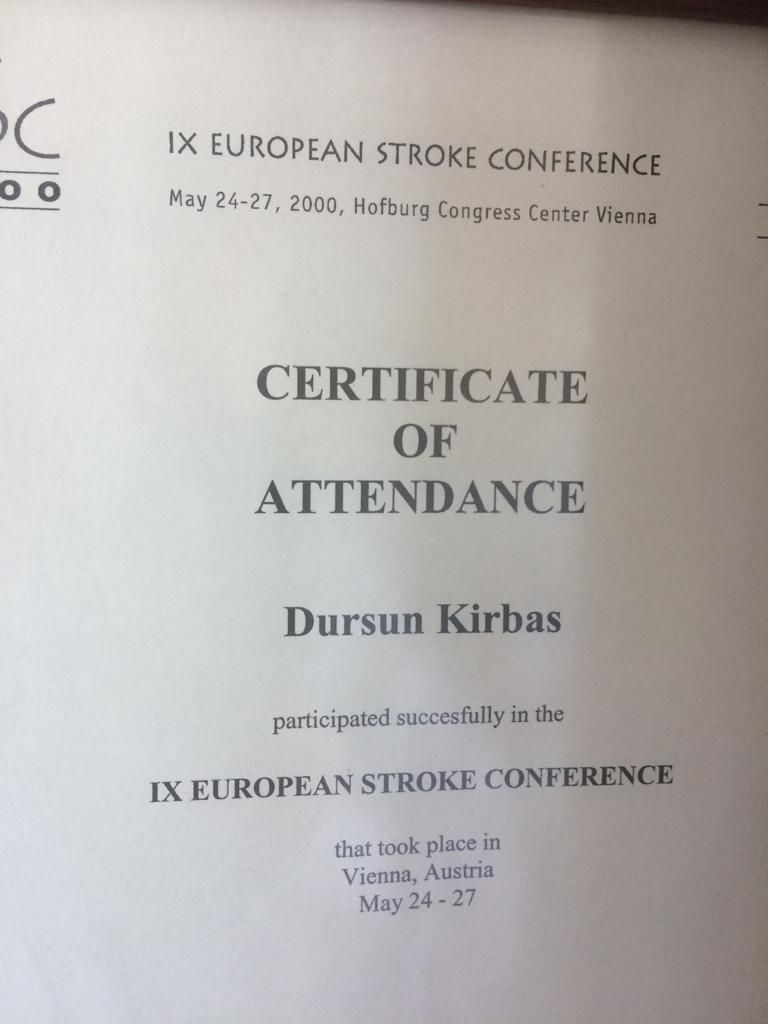 IX EUROPEAN STROKE CONFERENCE
May 24-27, 2000, Hofburg Congress Center Vienna
CERTIFICATE
OF
ATTENDANCE
Dursun Kirbas
participated succesfully in the
IX EUROPEAN STROKE CONFERENCE
that took place in
Vienna, Austria
May 24 - 27